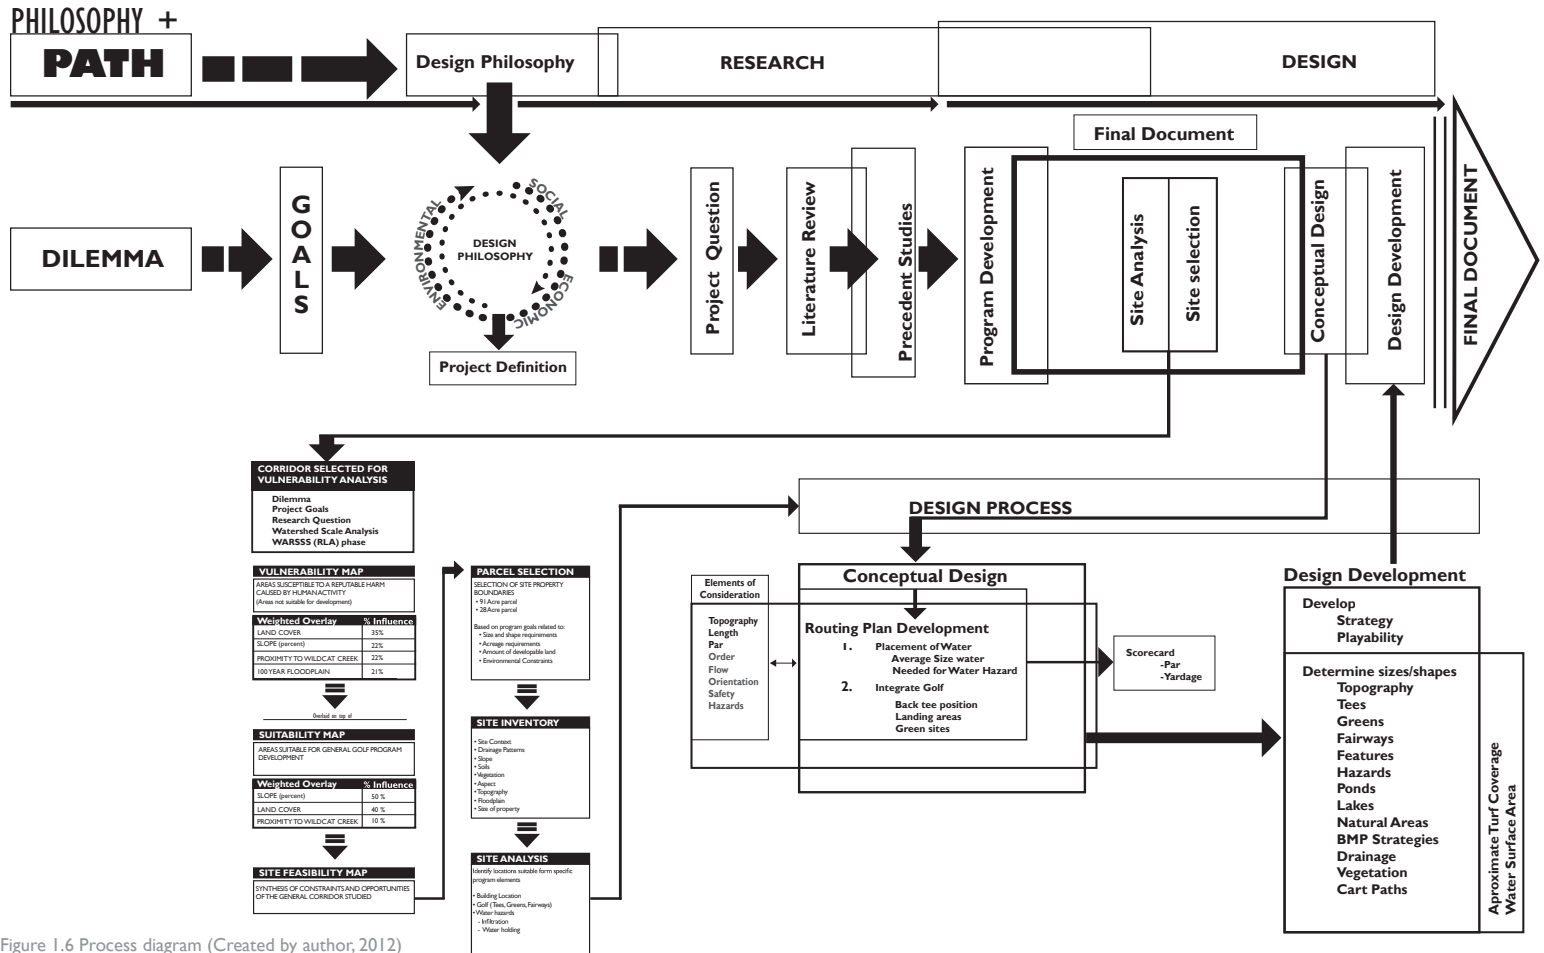 PHILOSOPHY +
PATH
Design Philosophy
RESEARCH
DESIGN
Final Document
DILEMMA
GOALS
ENVIRONMENTAL
SOCIAL
ECONOMIC
DESIGN
PHILOSOPHY
Project Definition
Project Question
Literature Review
Precedent Studies
Program Development
Site Analysis
Site selection
Conceptual Design
Design Development
FINAL DOCUMENT
CORRIDOR SELECTED FOR
VULNERABILITY ANALYSIS
Dilemma
Project Goals
Research Question
Watershed Scale Analysis
WARSSS (RLA) phase
VULNERABILITY MAP
AREAS SUSCEPTIBLE TO A REPUTABLE HARM
CAUSED BY HUMAN ACTIVITY
(Areas not suitable for development)
Weighted Overlay % Influence
LAND COVER 35%
SLOPE (percent) 22%
PROXIMITY TO WILDCAT CREEK 22%
100 YEAR FLOODPLAIN 21%
Overlaid on top of
SUITABILITY MAP
AREAS SUITABLE FOR GENERAL GOLF PROGRAM
DEVELOPMENT
Weighted Overlay % Influence
SLOPE (percent) 50 %
LAND COVER 40 %
PROXIMITY TO WILDCAT CREEK 10 %
SITE FEASIBILITY MAP
SYNTHESIS OF CONSTRAINTS AND OPPORTUNITIES
OF THE GENERAL CORRIDOR STUDIED
PARCEL SELECTION
SELECTION OF SITE PROPERTY
BOUNDARIES
• 91 Acre parcel
• 28 Acre parcel
Based on program goals related to:
• Size and shape requirements
• Acreage requirements
• Amount of developable land
• Environmental Constraints
SITE INVENTORY
• Site Context
• Drainage Patterns
• Slope
• Soils
• Vegetation
• Aspect
• Topography
• Floodplain
• Size of property
SITE ANALYSIS
Identify locations suitable form specific
program elements
• Building Location
• Golf (Tees, Greens, Fairways)
• Water hazards
- Infiltration
- Water holding
DESIGN PROCESS
Elements of
Consideration
Topography
Length
Par
Order
Flow
Orientation
Safety
Hazards
Conceptual Design
Routing Plan Development
1. Placement of Water
Average Size water
Needed for Water Hazard
2. Integrate Golf
Back tee position
Landing areas
Green sites
Scorecard
-Par
-Yardage
Design Development
Develop
Strategy
Playability
Determine sizes/shapes
Topography
Tees
Greens
Fairways
Features
Hazards
Ponds
Lakes
Natural Areas
BMP Strategies
Drainage
Vegetation
Cart Paths
Aproximate Turf Coverage
Water Surface Area
Figure 1.6 Process diagram (Created by author, 2012)